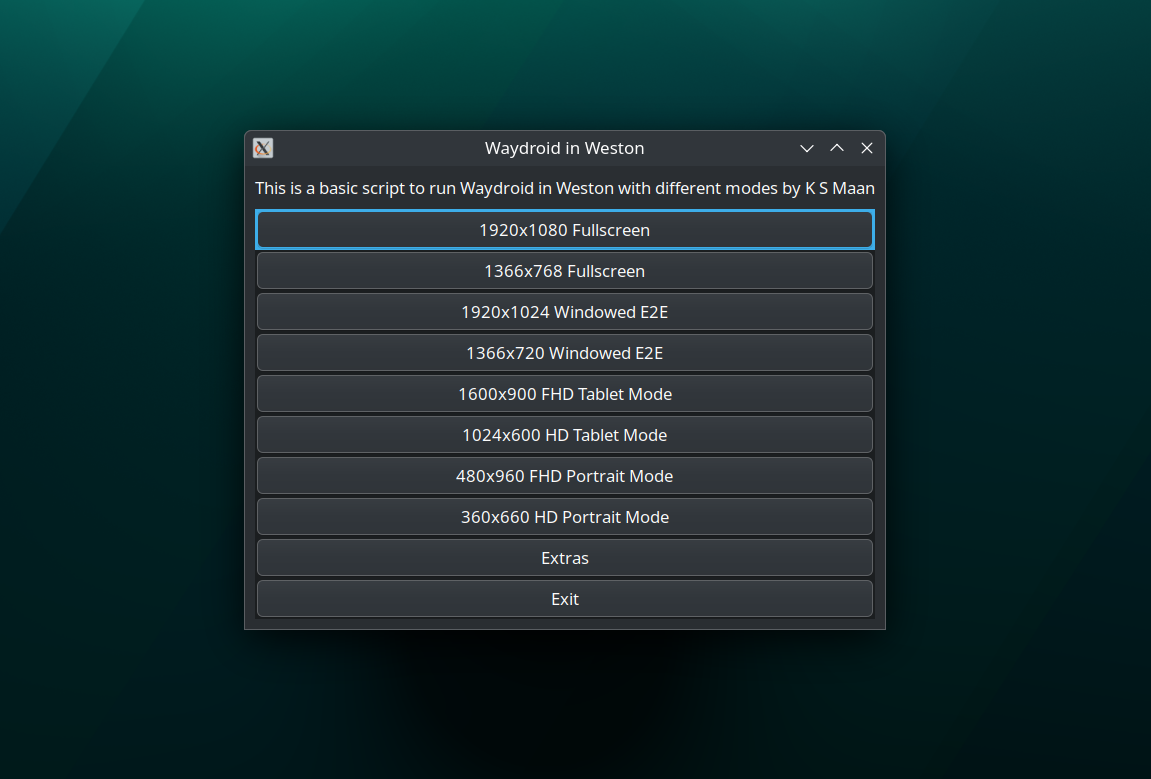 Waydroid in Weston
This is a basic script to run Waydroid in Weston with different modes by K S Maan
1920x1080 Fullscreen
1366x768 Fullscreen
1920x1024 Windowed E2E
1366x720 Windowed E2E
1600x900 FHD Tablet Mode
1024x600 HD Tablet Mode
480x960 FHD Portrait Mode
360x660 HD Portrait Mode
Extras
Exit